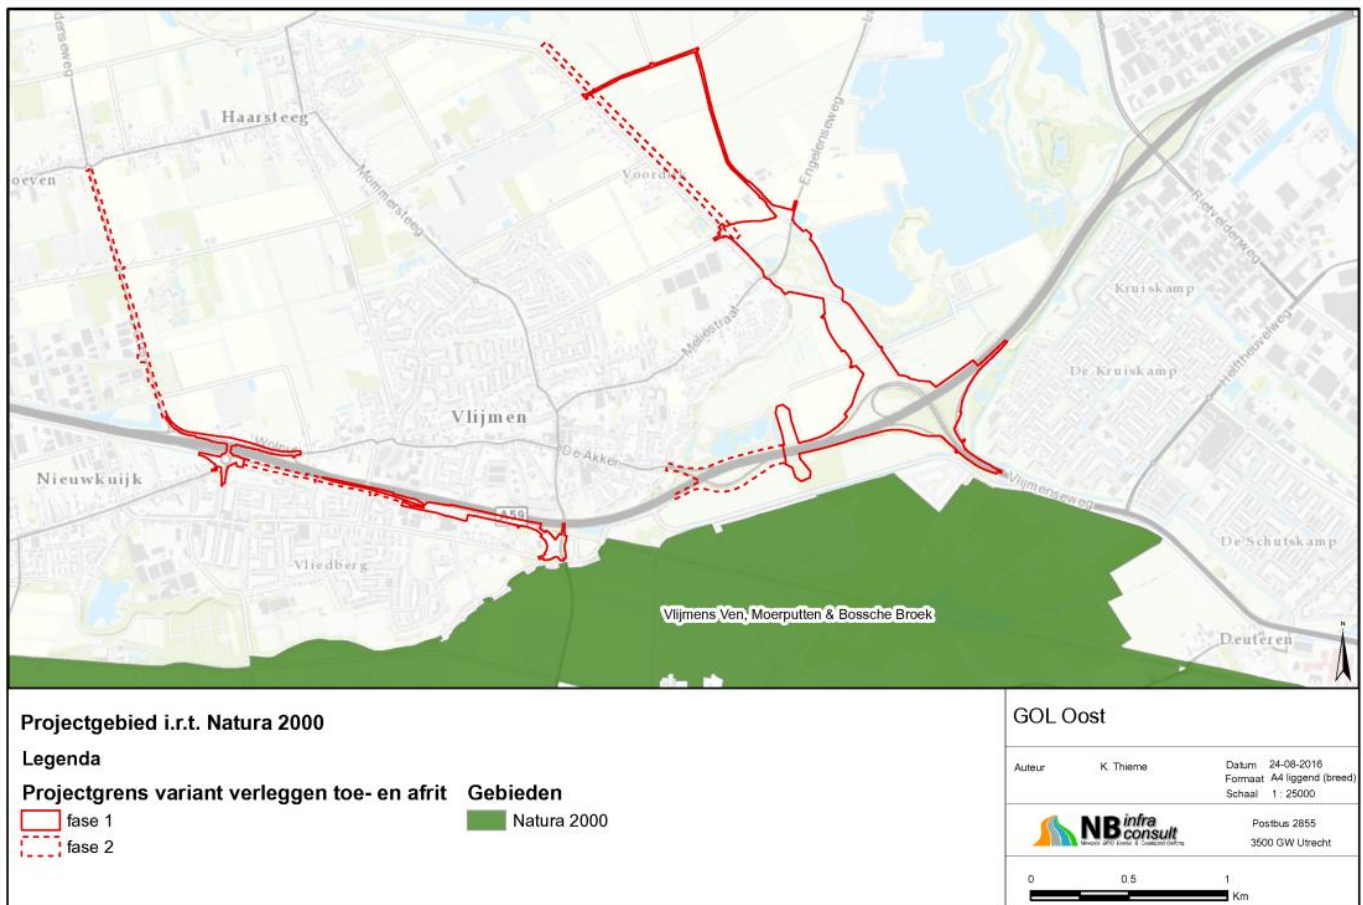 denseweg
Haarsteeg
oeven
Mommersteeg
Voordijk
Engelenseweg
Rietvelderweg
Kruiskamp
De Kruiskamp
Helftheuvelweg
Meliestraat
Vlijmen
Wolput
De Akker
Nieuwkuijk
A59
Vliedberg
Vlijmenseweg
De Schutskamp
Vlijmens Ven, Moerputten & Bossche Broek
Deuteren
N
Projectgebied i.r.t. Natura 2000
Legenda
Projectgrens variant verleggen toe- en afrit
fase 1
fase 2
Gebieden
Natura 2000
GOL Oost
Auteur K. Thieme
Datum 24-08-2016
Formaat A4 liggend (breed)
Schaal 1 : 25000
NB infra
consult
Postbus 2855
3500 GW Utrecht
0 0.5 1
Km